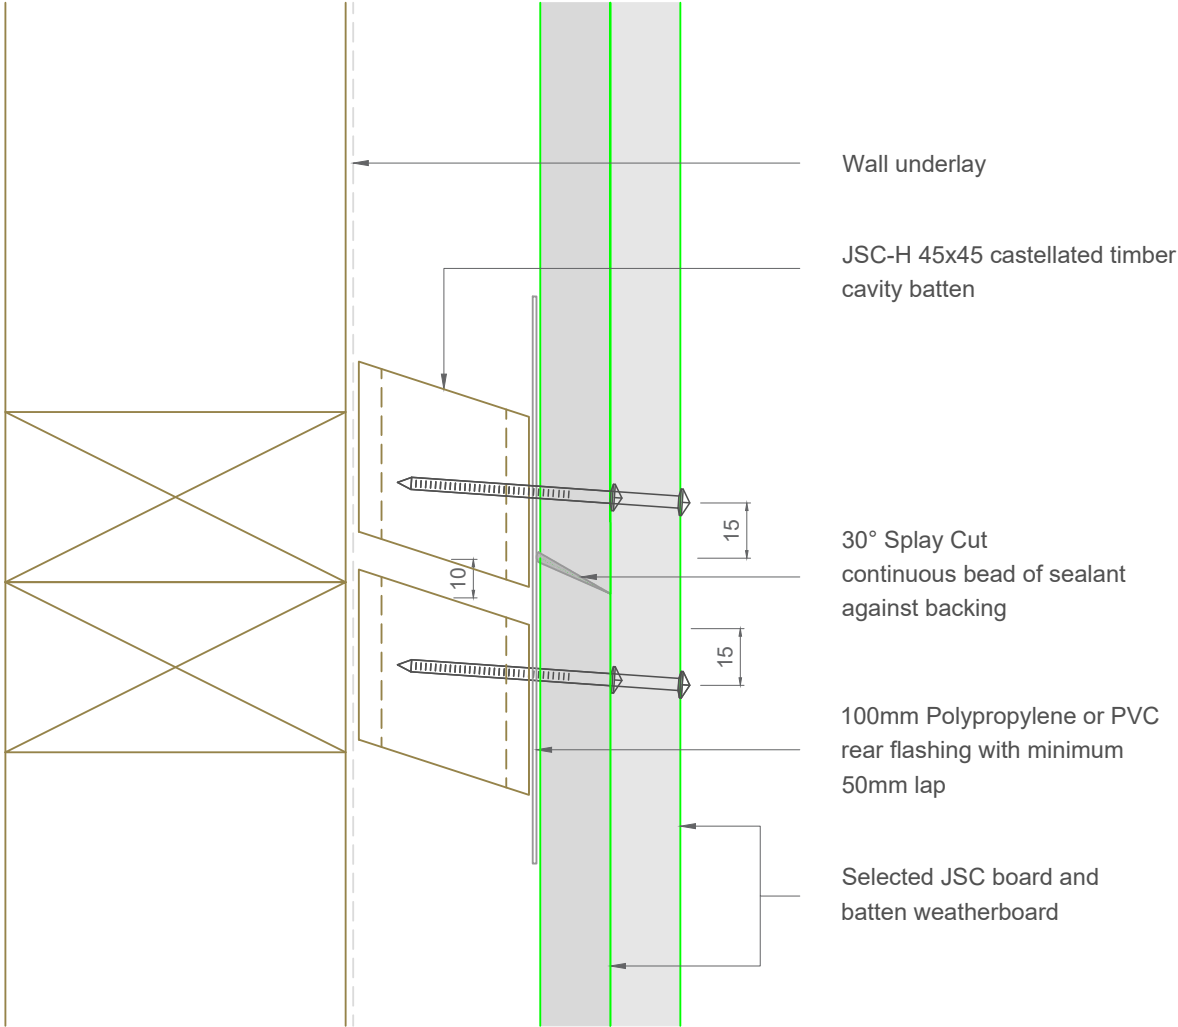 Wall underlay
JSC-H 45x45 castellated timber
cavity batten
15
30° Splay Cut
continuous bead of sealant
against backing
10
15
100mm Polypropylene or PVC
rear flashing with minimum
50mm lap
Selected JSC board and
batten weatherboard